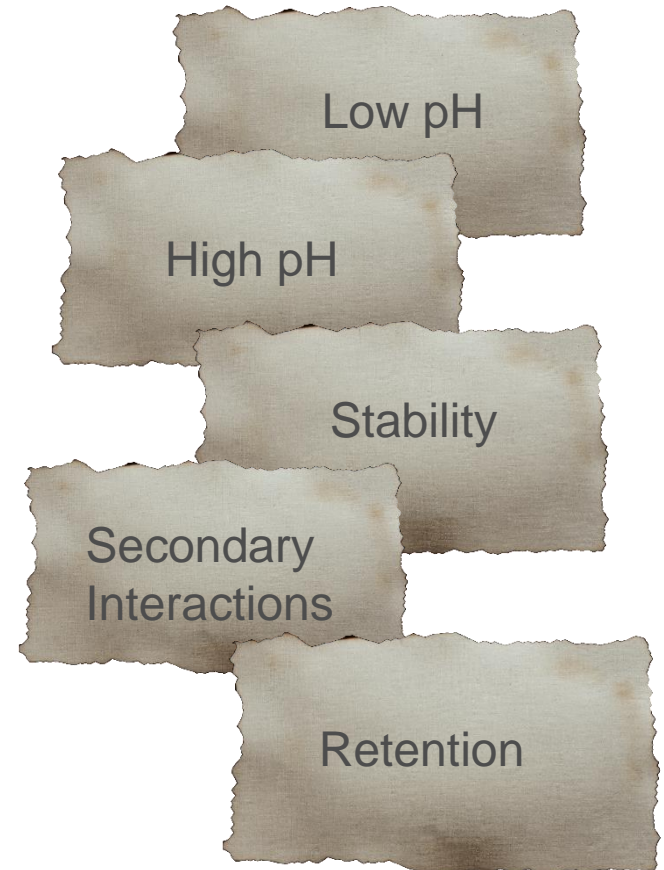 Low pH
High pH
Stability
Secondary
Interactions
Retention